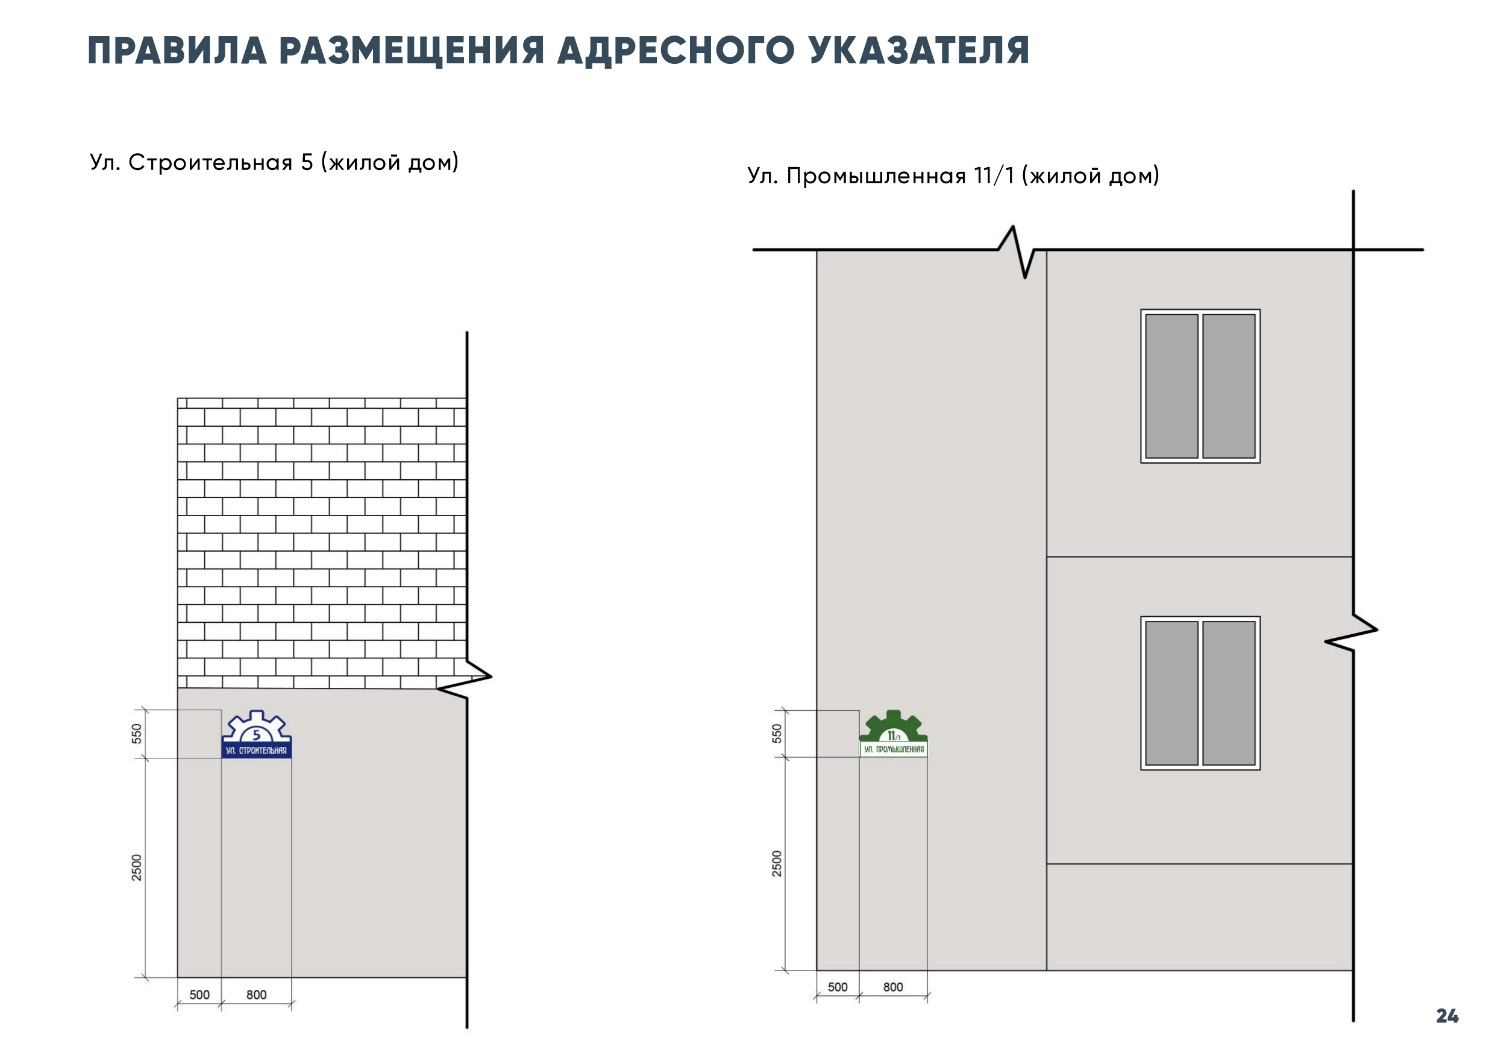 ПРАВИЛА РАЗМЕЩЕНИЯ АДРЕСНОГО УКАЗАТЕЛЯ
Ул. Строительная 5 (жилой дом)
550
5
УЛ. СТРОИТЕЛЬНАЯ
2500
500
800
Ул. Промышленная 11/1 (жилой дом)
550
11/1
УЛ. ПРОМЫШЛЕННАЯ
2500
500
800
24